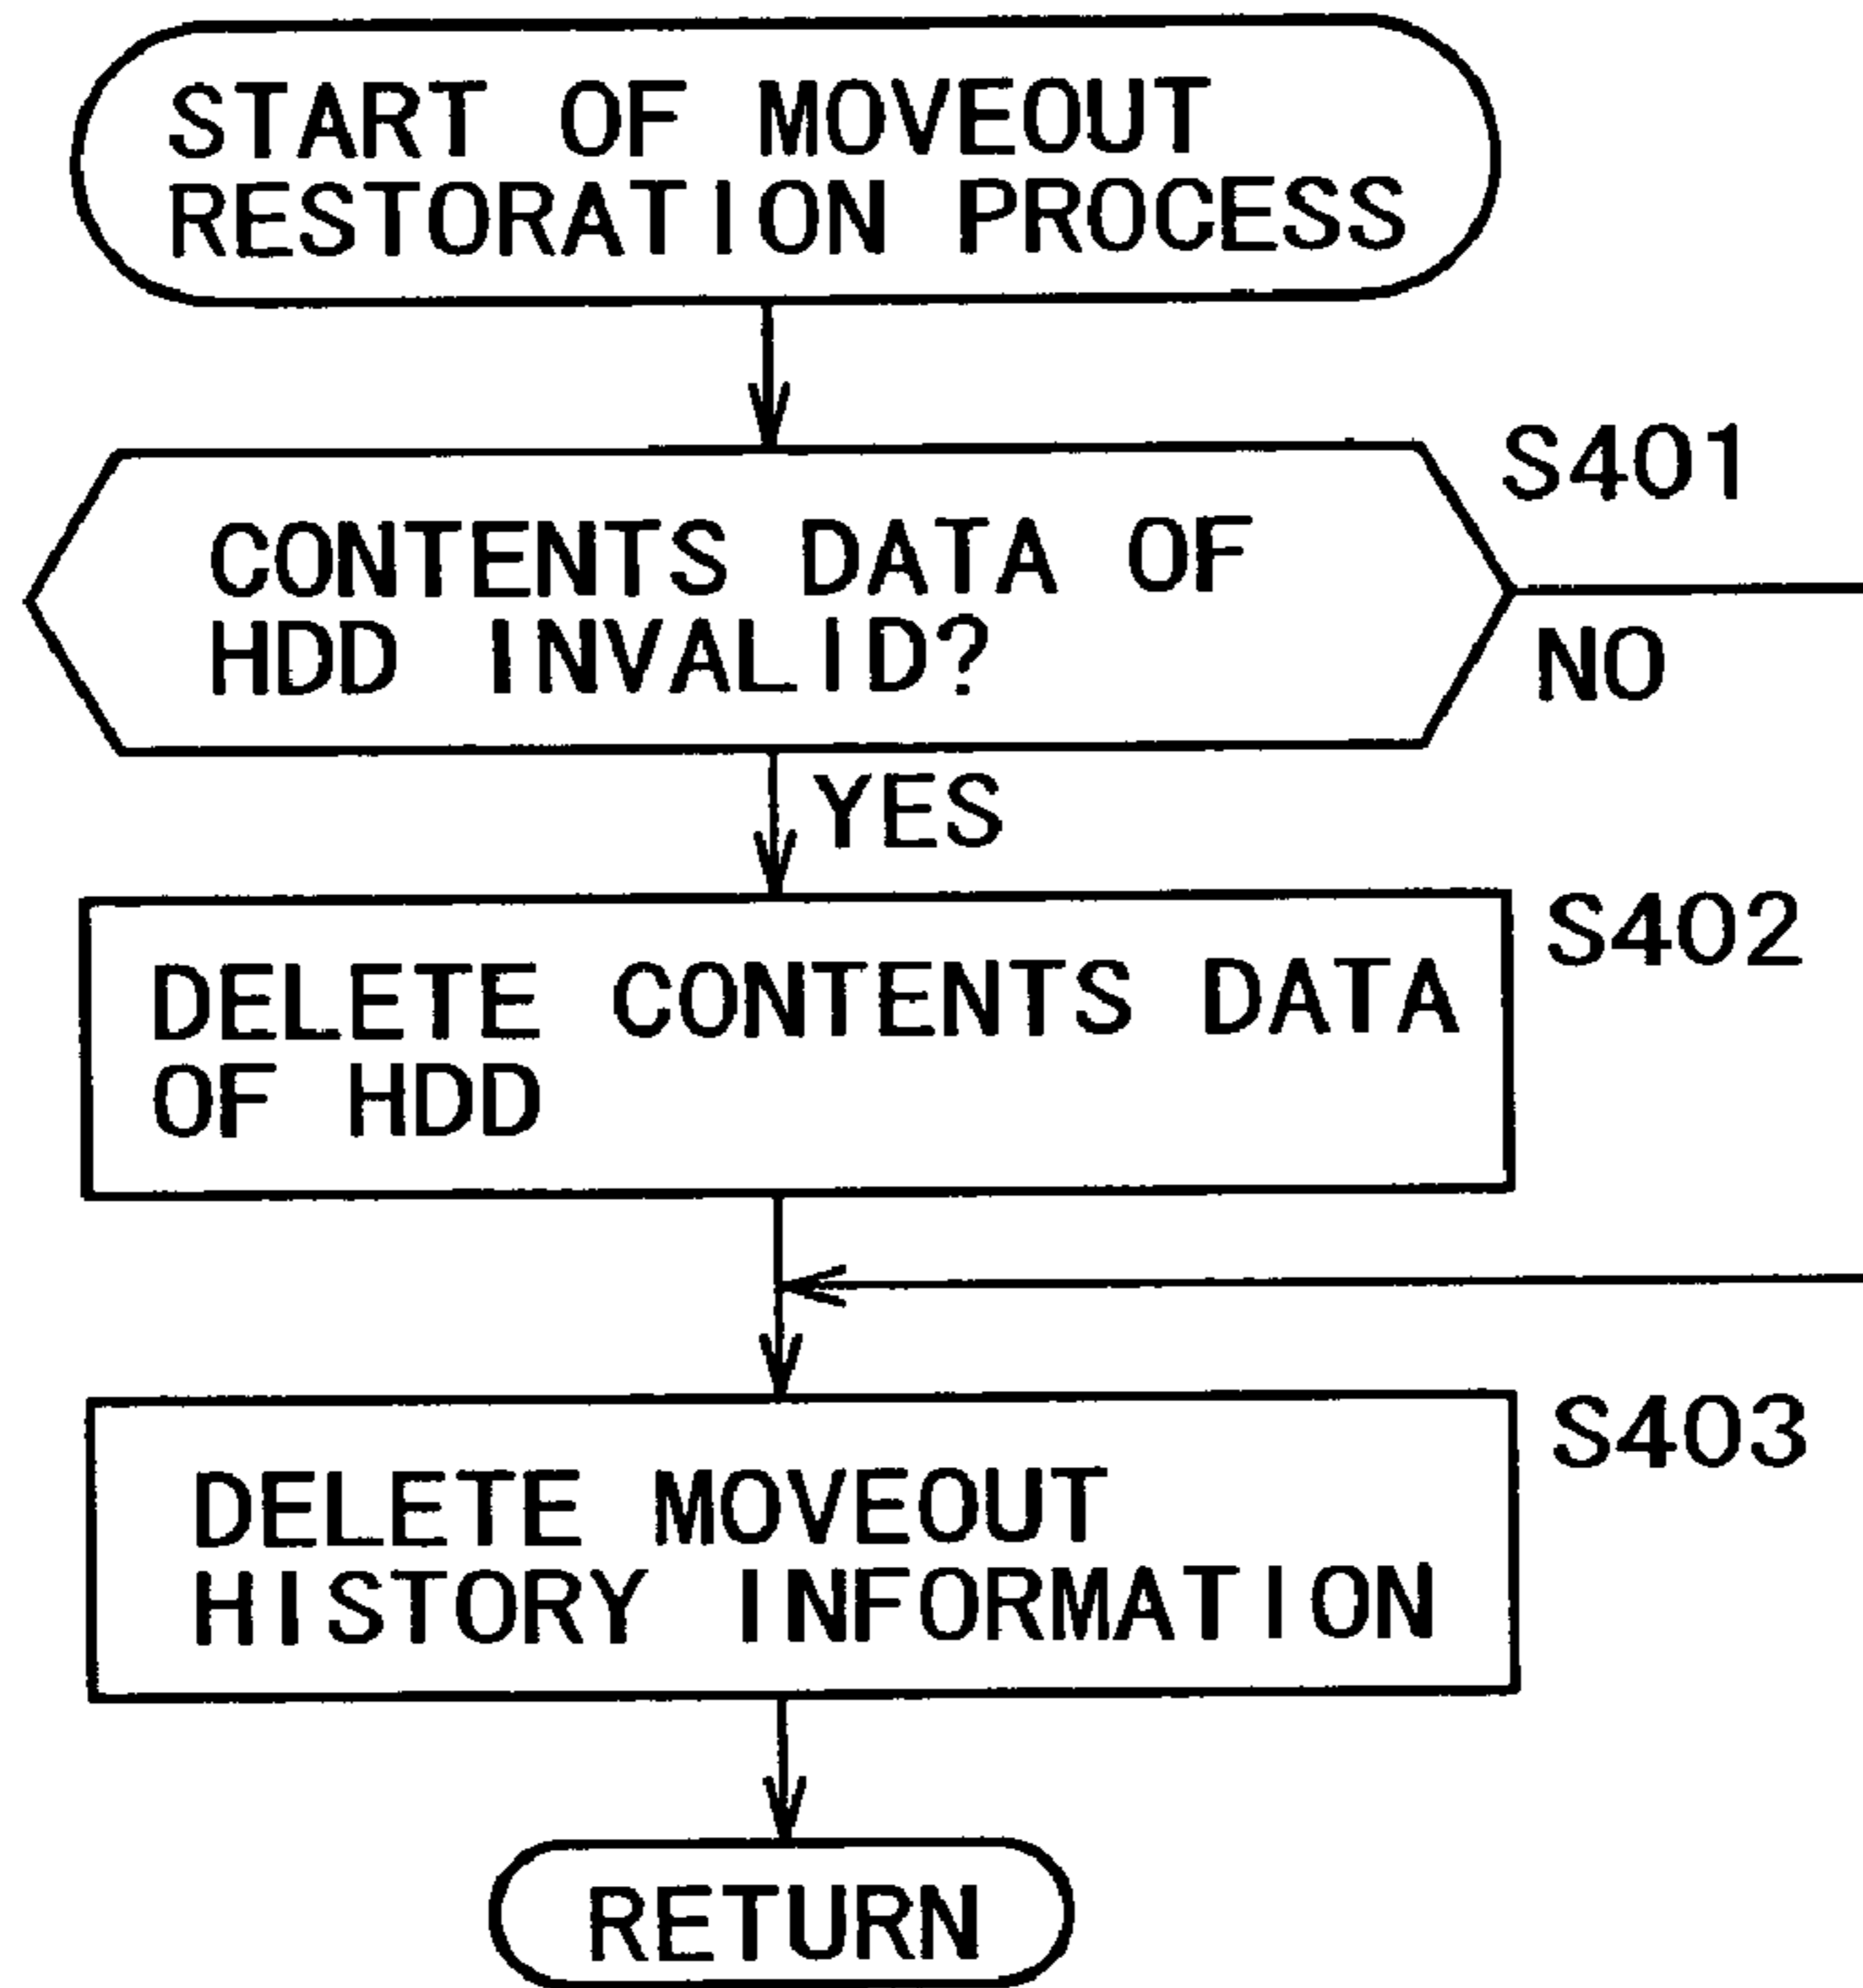 START OF MOVEOUT
RESTORATION PROCESS
S401
CONTENTS DATA OF
HDD INVALID?
NO
YES
S402
DELETE CONTENTS DATA
OF HDD
S403
DELETE MOVEOUT
HISTORY INFORMATION
RETURN